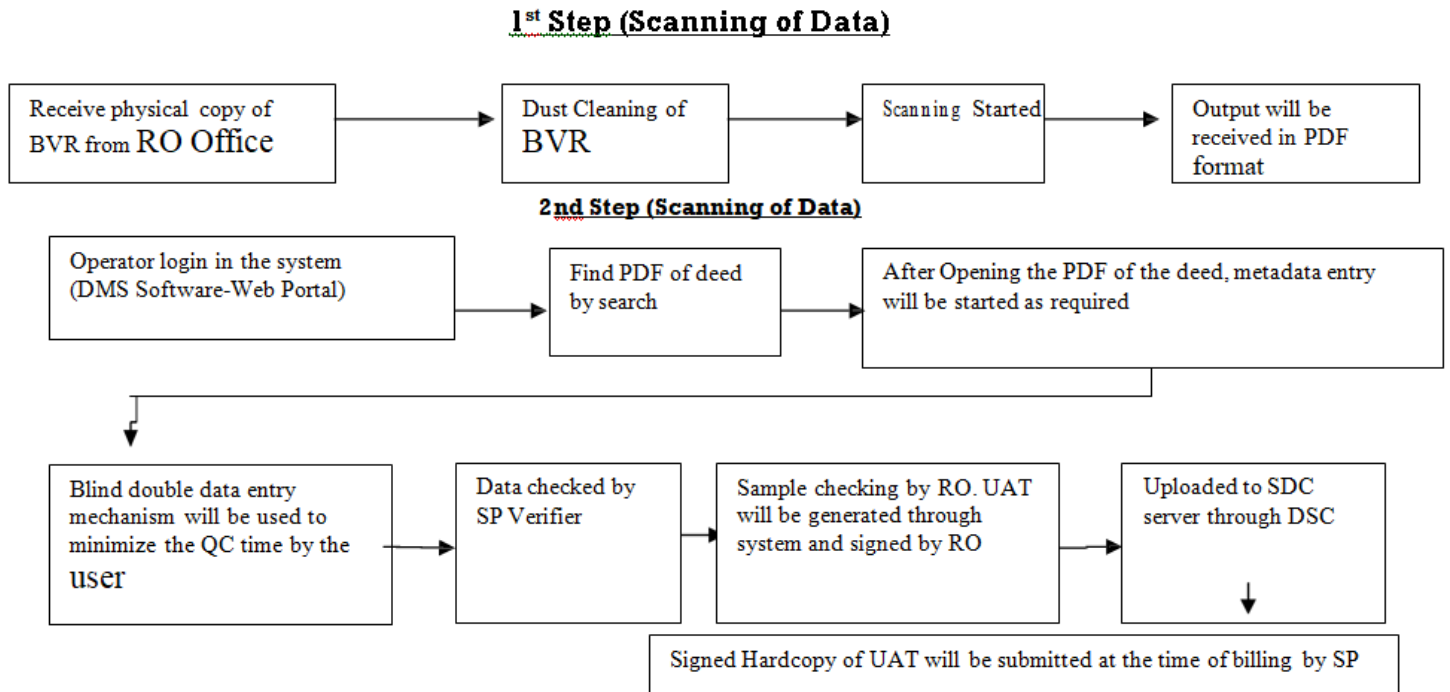 1st Step (Scanning of Data)
Receive physical copy of
BVR from RO Office
Dust Cleaning of
BVR
Scanning Started
Output will be
received in PDF
format
2nd Step (Scanning of Data)
Operator login in the system
(DMS Software-Web Portal)
Find PDF of deed
by search
After Opening the PDF of the deed, metadata entry
will be started as required
Blind double data entry
mechanism will be used to
minimize the QC time by the
user
Data checked by
SP Verifier
Sample checking by RO. UAT
will be generated through
system and signed by RO
Uploaded to SDC
server through DSC
Signed Hardcopy of UAT will be submitted at the time of billing by SP